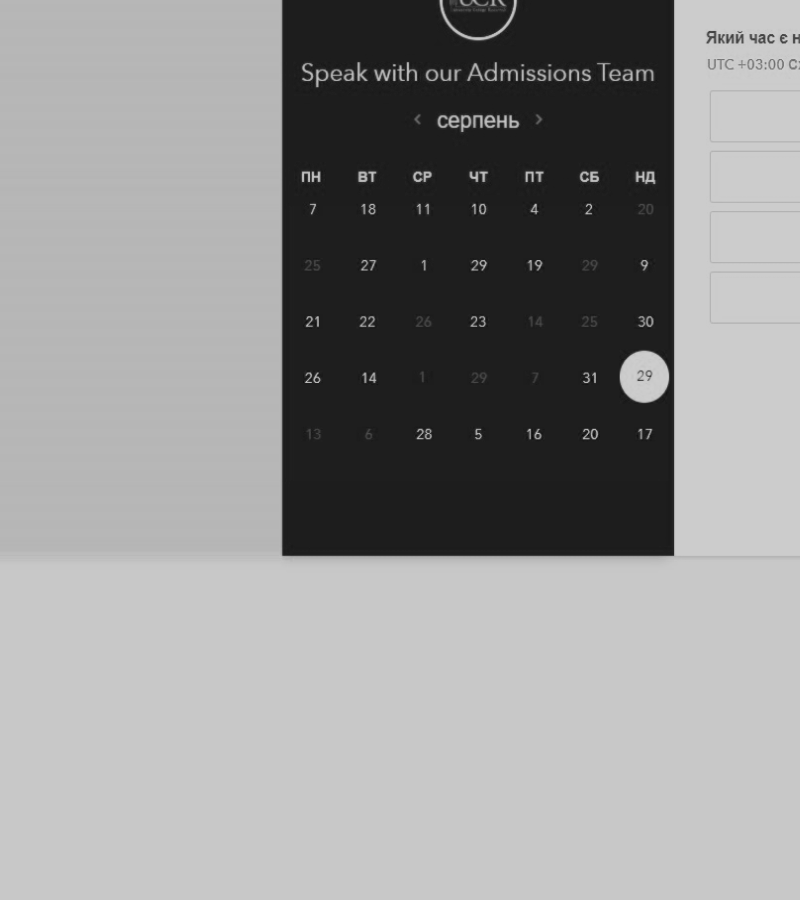 UCR
Speak with our Admissions Team
< серпень >
ПН ВТ СР ЧТ ПТ СБ НД
7 18 11 10 4 2 20
25 27 1 29 19 29 9
21 22 26 23 14 25 30
26 14 1 29 7 31 29
13 6 28 5 16 20 17
Який час є
UTC +03:00